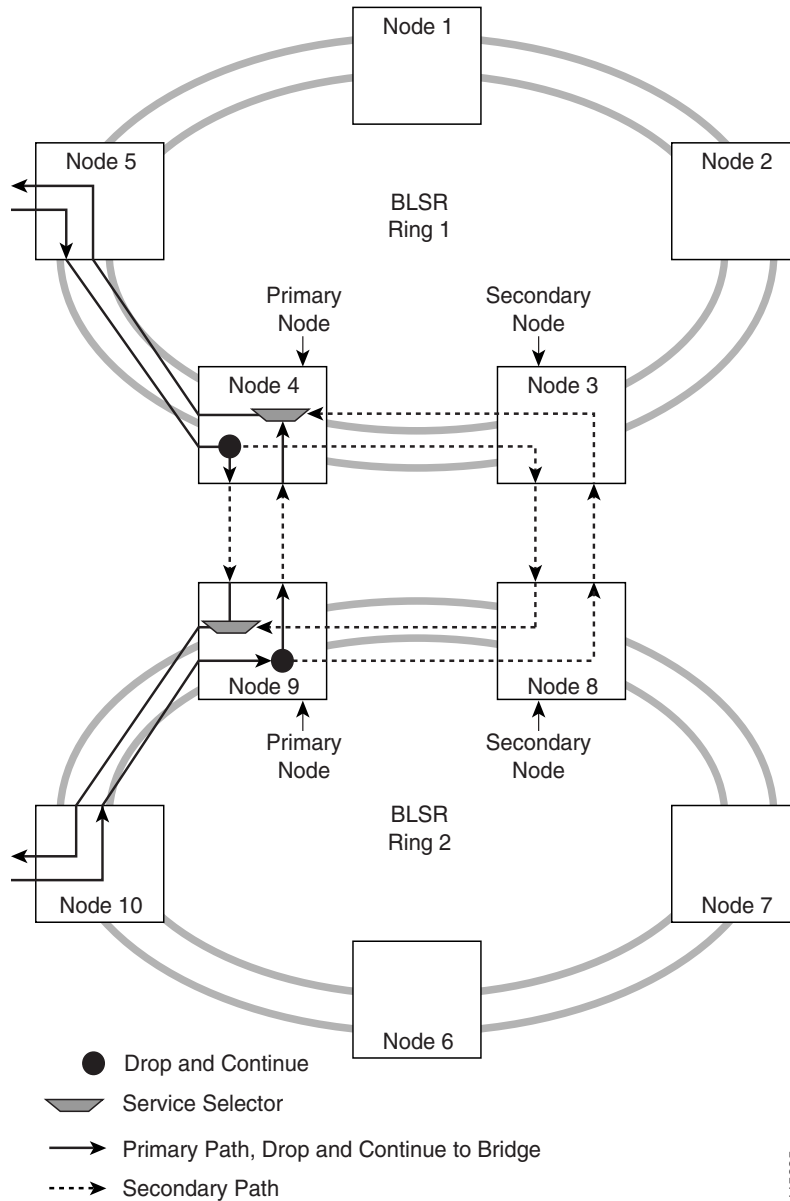 Node 1
Node 5
Node 2
BLSR
Ring 1
Primary
Node
Secondary
Node
Node 4
Node 3
Node 9
Node 8
Primary
Node
Secondary
Node
BLSR
Ring 2
Node 10
Node 7
Node 6
Drop and Continue
Service Selector
Primary Path, Drop and Continue to Bridge
Secondary Path